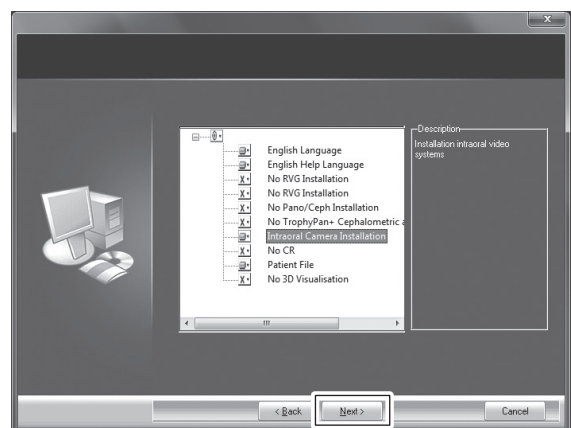 English Language
English Help Language
No RVG Installation
No RVG Installation
No Pano/Ceph Installation
No TrophyPan+ Cephalometric a
Intraoral Camera Installation
No CR
Patient File
No 3D Visualisation
Description
Installation intraoral video
systems
< Back
Next >
Cancel